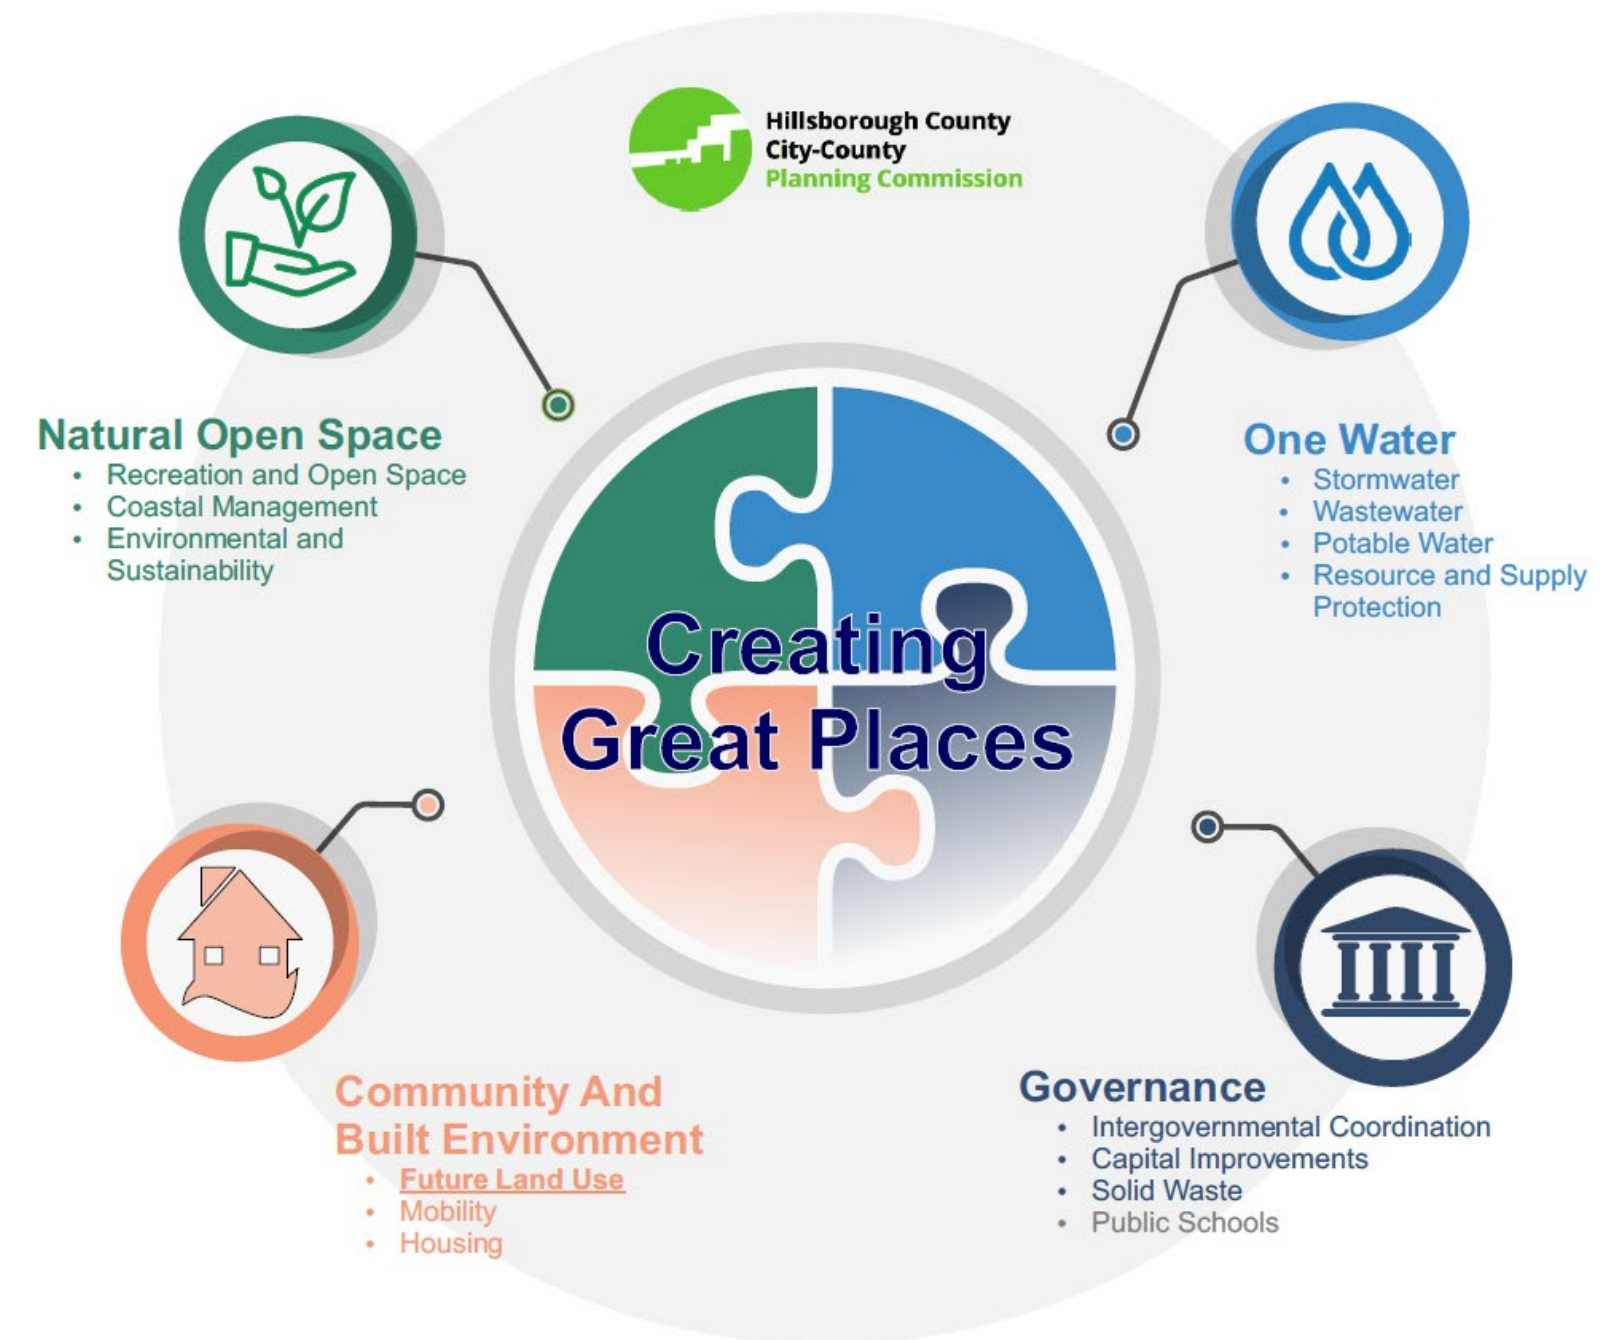 Hillsborough County
City-County
Planning Commission
Natural Open Space
• Recreation and Open Space
• Coastal Management
• Environmental and
Sustainability
One Water
• Stormwater
• Wastewater
• Potable Water
• Resource and Supply
Protection
Creating
Great Places
Community And
Built Environment
• Future Land Use
• Mobility
• Housing
Governance
• Intergovernmental Coordination
• Capital Improvements
• Solid Waste
• Public Schools